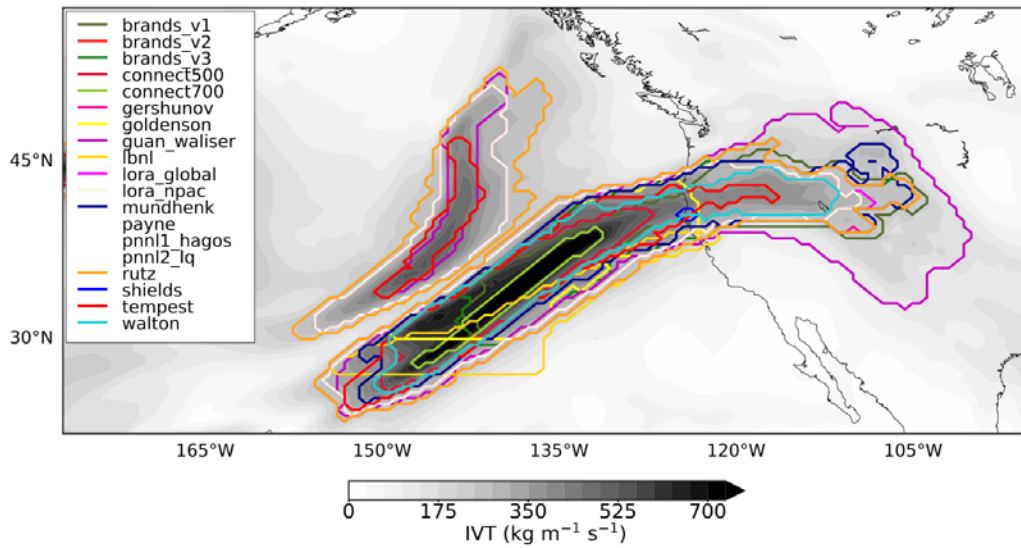 brands_v1
brands_v2
brands_v3
connect500
connect700
gershunov
goldenson
guan_waliser
lbnl
lora_global
lora_npac
mundhenk
payne
pnnl1_hagos
pnnl2_lq
rutz
shields
tempest
walton
45°N
30°N
165°W 150°W 135°W 120°W 105°W
0 175 350 525 700
IVT (kg m⁻¹ s⁻¹)